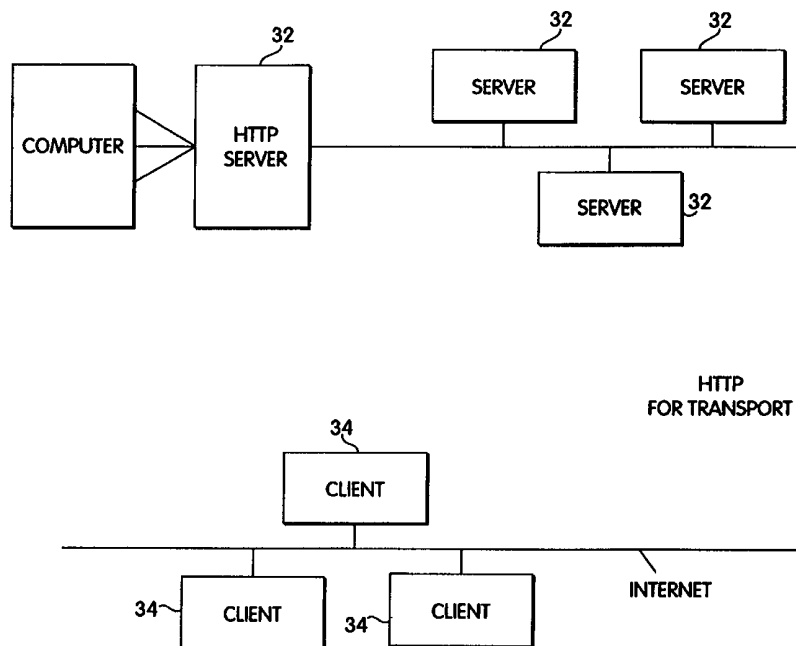 32
32
32
COMPUTER
HTTP
SERVER
SERVER
SERVER
SERVER
32
HTTP
FOR TRANSPORT
34
CLIENT
INTERNET
34
CLIENT
34
CLIENT